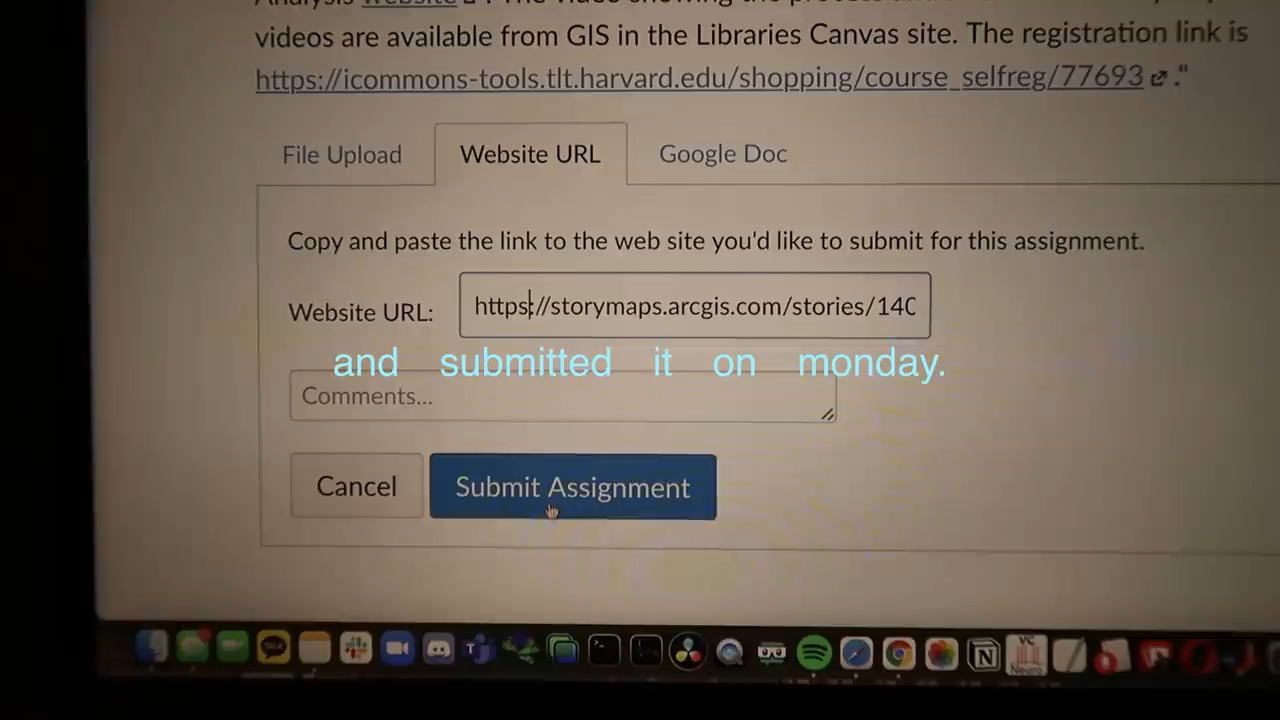 videos are available from GIS in the Libraries Canvas site. The registration link is
https://icommons-tools.tlt.harvard.edu/shopping/course_selfreg/77693 ."
File Upload
Website URL
Google Doc
Copy and paste the link to the web site you'd like to submit for this assignment.
Website URL:
https://storymaps.arcgis.com/stories/14C
and submitted it on monday.
Comments...
Cancel
Submit Assignment